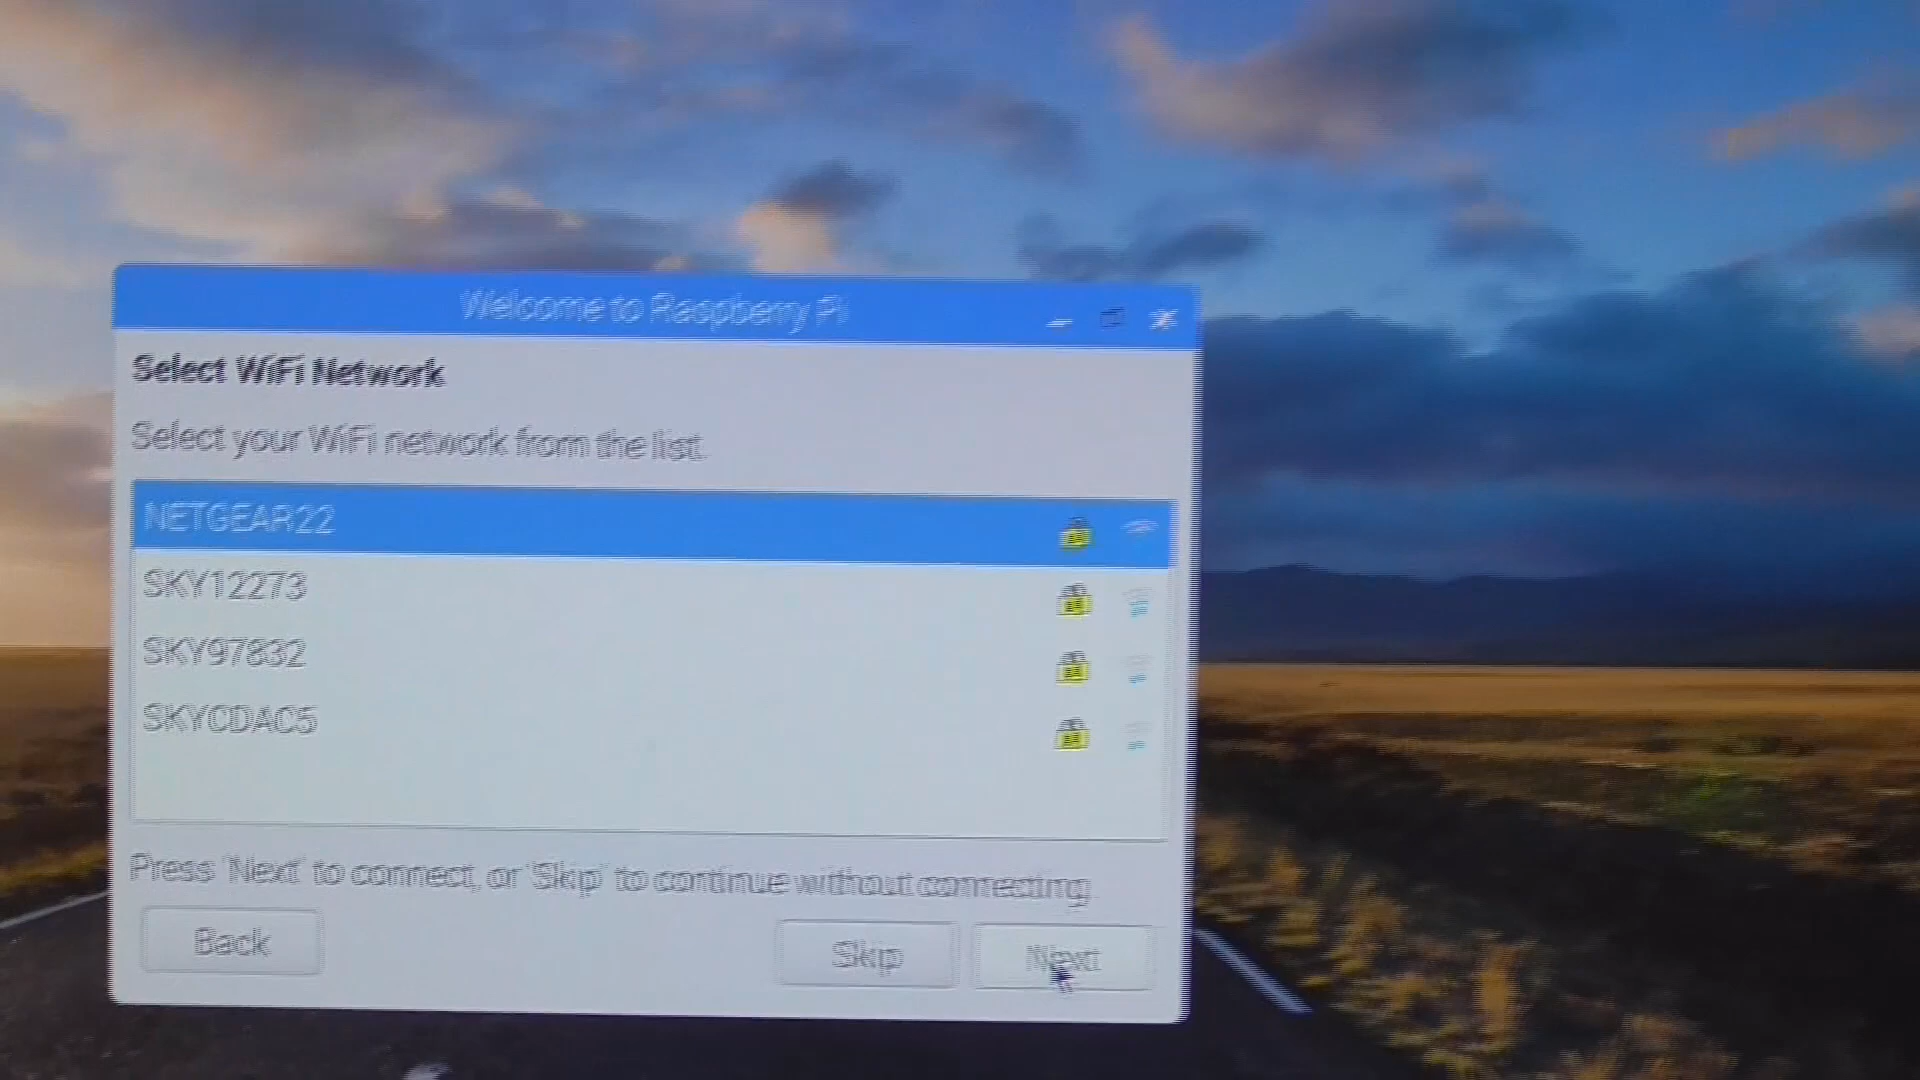 Welcome to Raspberry Pi
Select WiFi Network
Select your WiFi network from the list.
NETGEAR22
SKY12273
SKY97832
SKYCDAC5
Press 'Next' to connect, or 'Skip' to continue without connecting
Back
Skip
Next